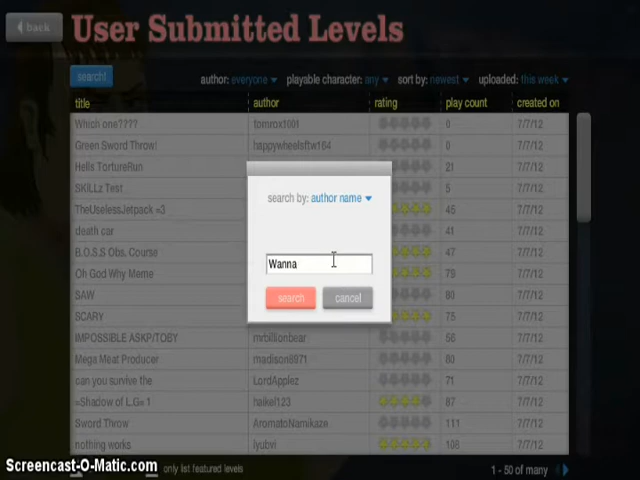 back
User Submitted Levels
search!
author: everyone playable character: any sort by: newest uploaded: this week
title author rating play count created on
Which one???? tomrox1001 0 7/7/12
Green Sword Throw! happywheelsftw164 0 7/7/12
Hells TortureRun 21 7/7/12
SKiLLz Test 5 7/7/12
TheUselessJetpack =3 46 7/7/12
death car 41 7/7/12
B.O.S.S Obs. Course 47 7/7/12
Oh God Why Meme 79 7/7/12
SAW 80 7/7/12
SCARY 75 7/7/12
IMPOSSIBLE ASKP/TOBEY mrbillionbear 56 7/7/12
Mega Meat Producer madison8971 80 7/7/12
can you survive the LordApplez 71 7/7/12
=Shadow of L.G= 1 haikel123 87 7/7/12
Sword Throw AromatoNamikaze 111 7/7/12
nothing works lyubvi 108 7/7/12
search by: author name
Wanna
search cancel
only list featured levels
1 - 50 of many
Screencast-O-Matic.com